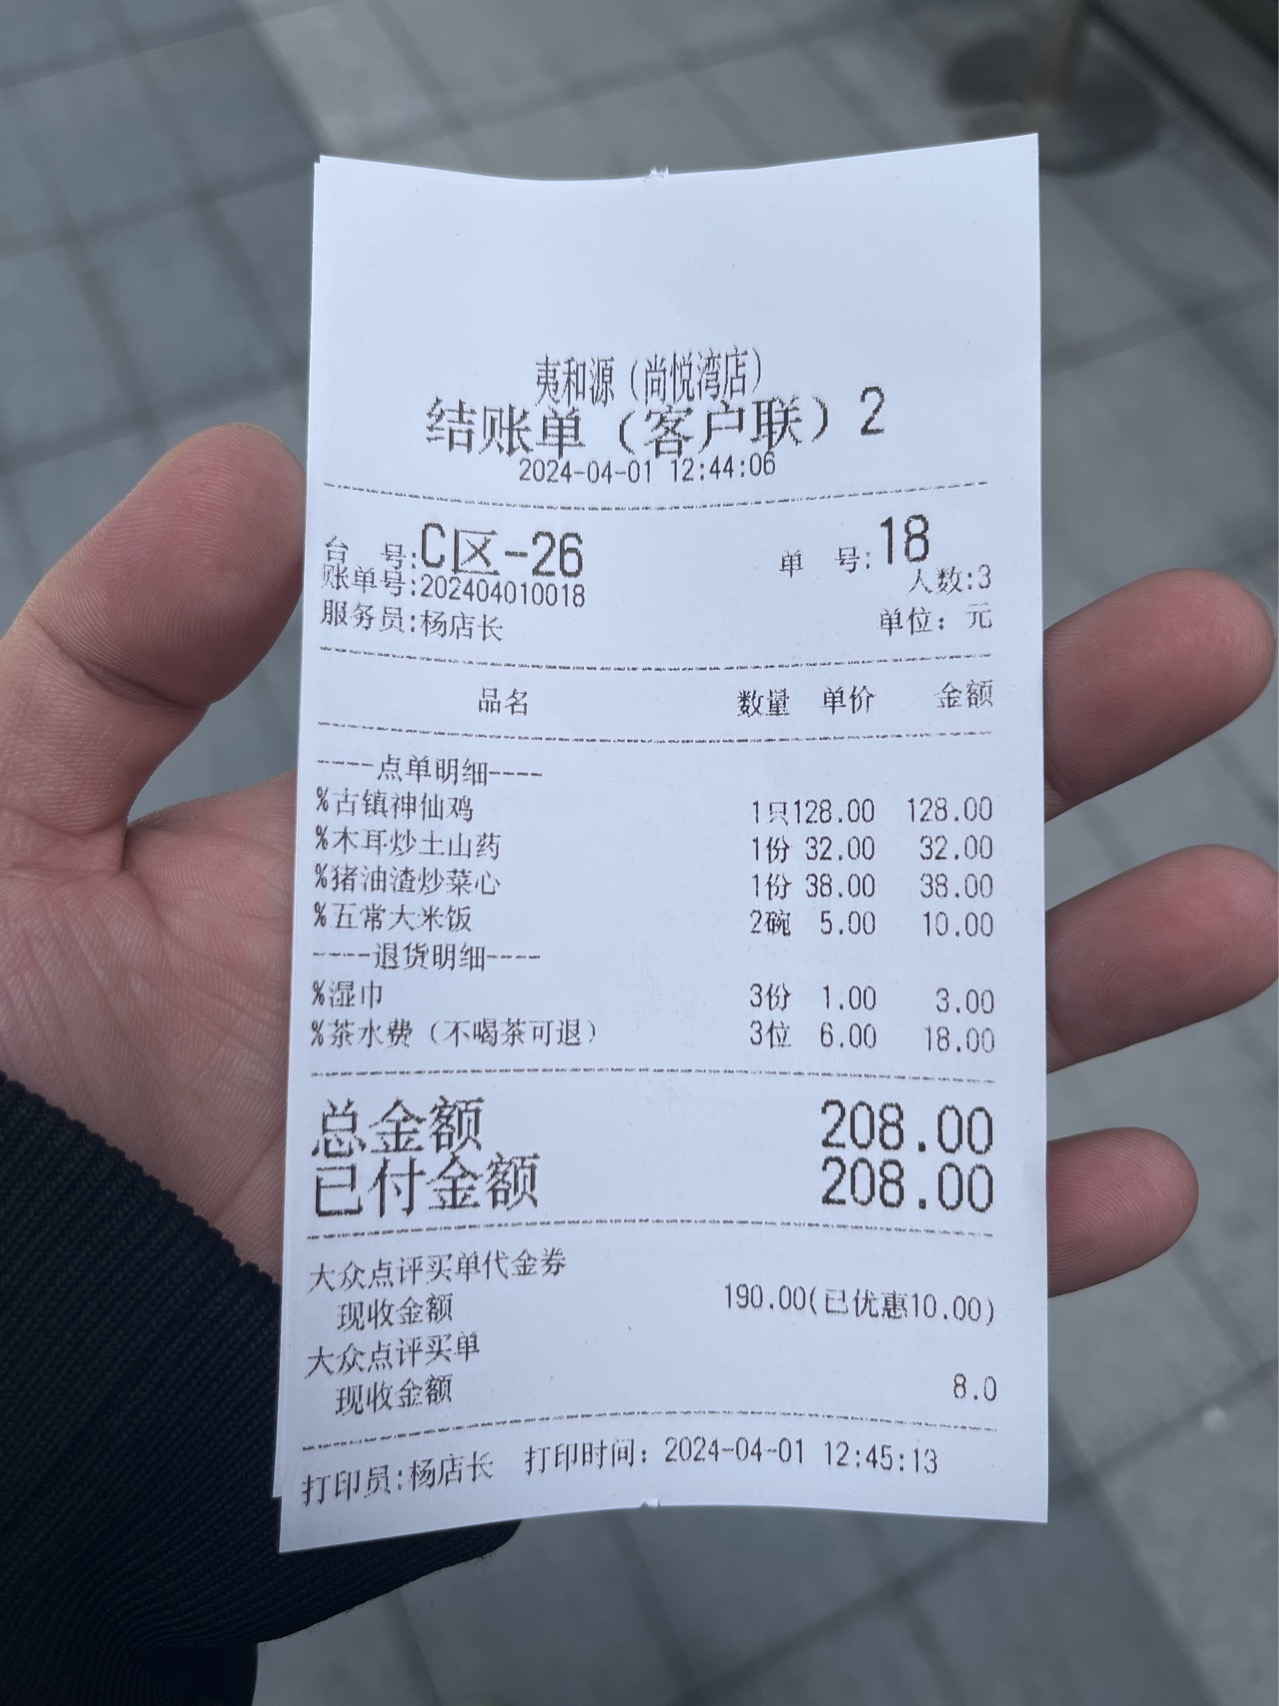 夷和源（尚悦湾店）
结账单（客户联）2
2024-04-01 12:44:06
台 号:C区-26 单 号:18
账单号:202404010018 人数:3
服务员:杨店长 单位: 元
品名 数量 单价 金额
----点单明细----
%古镇神仙鸡 1只128.00 128.00
%木耳炒土山药 1份 32.00 32.00
%猪油渣炒菜心 1份 38.00 38.00
%五常大米饭 2碗 5.00 10.00
----退货明细----
%湿巾 3份 1.00 3.00
%茶水费（不喝茶可退） 3位 6.00 18.00
总金额 208.00
已付金额 208.00
大众点评买单代金券
现收金额 190.00(已优惠10.00)
大众点评买单
现收金额 8.0
打印员:杨店长 打印时间: 2024-04-01 12:45:13